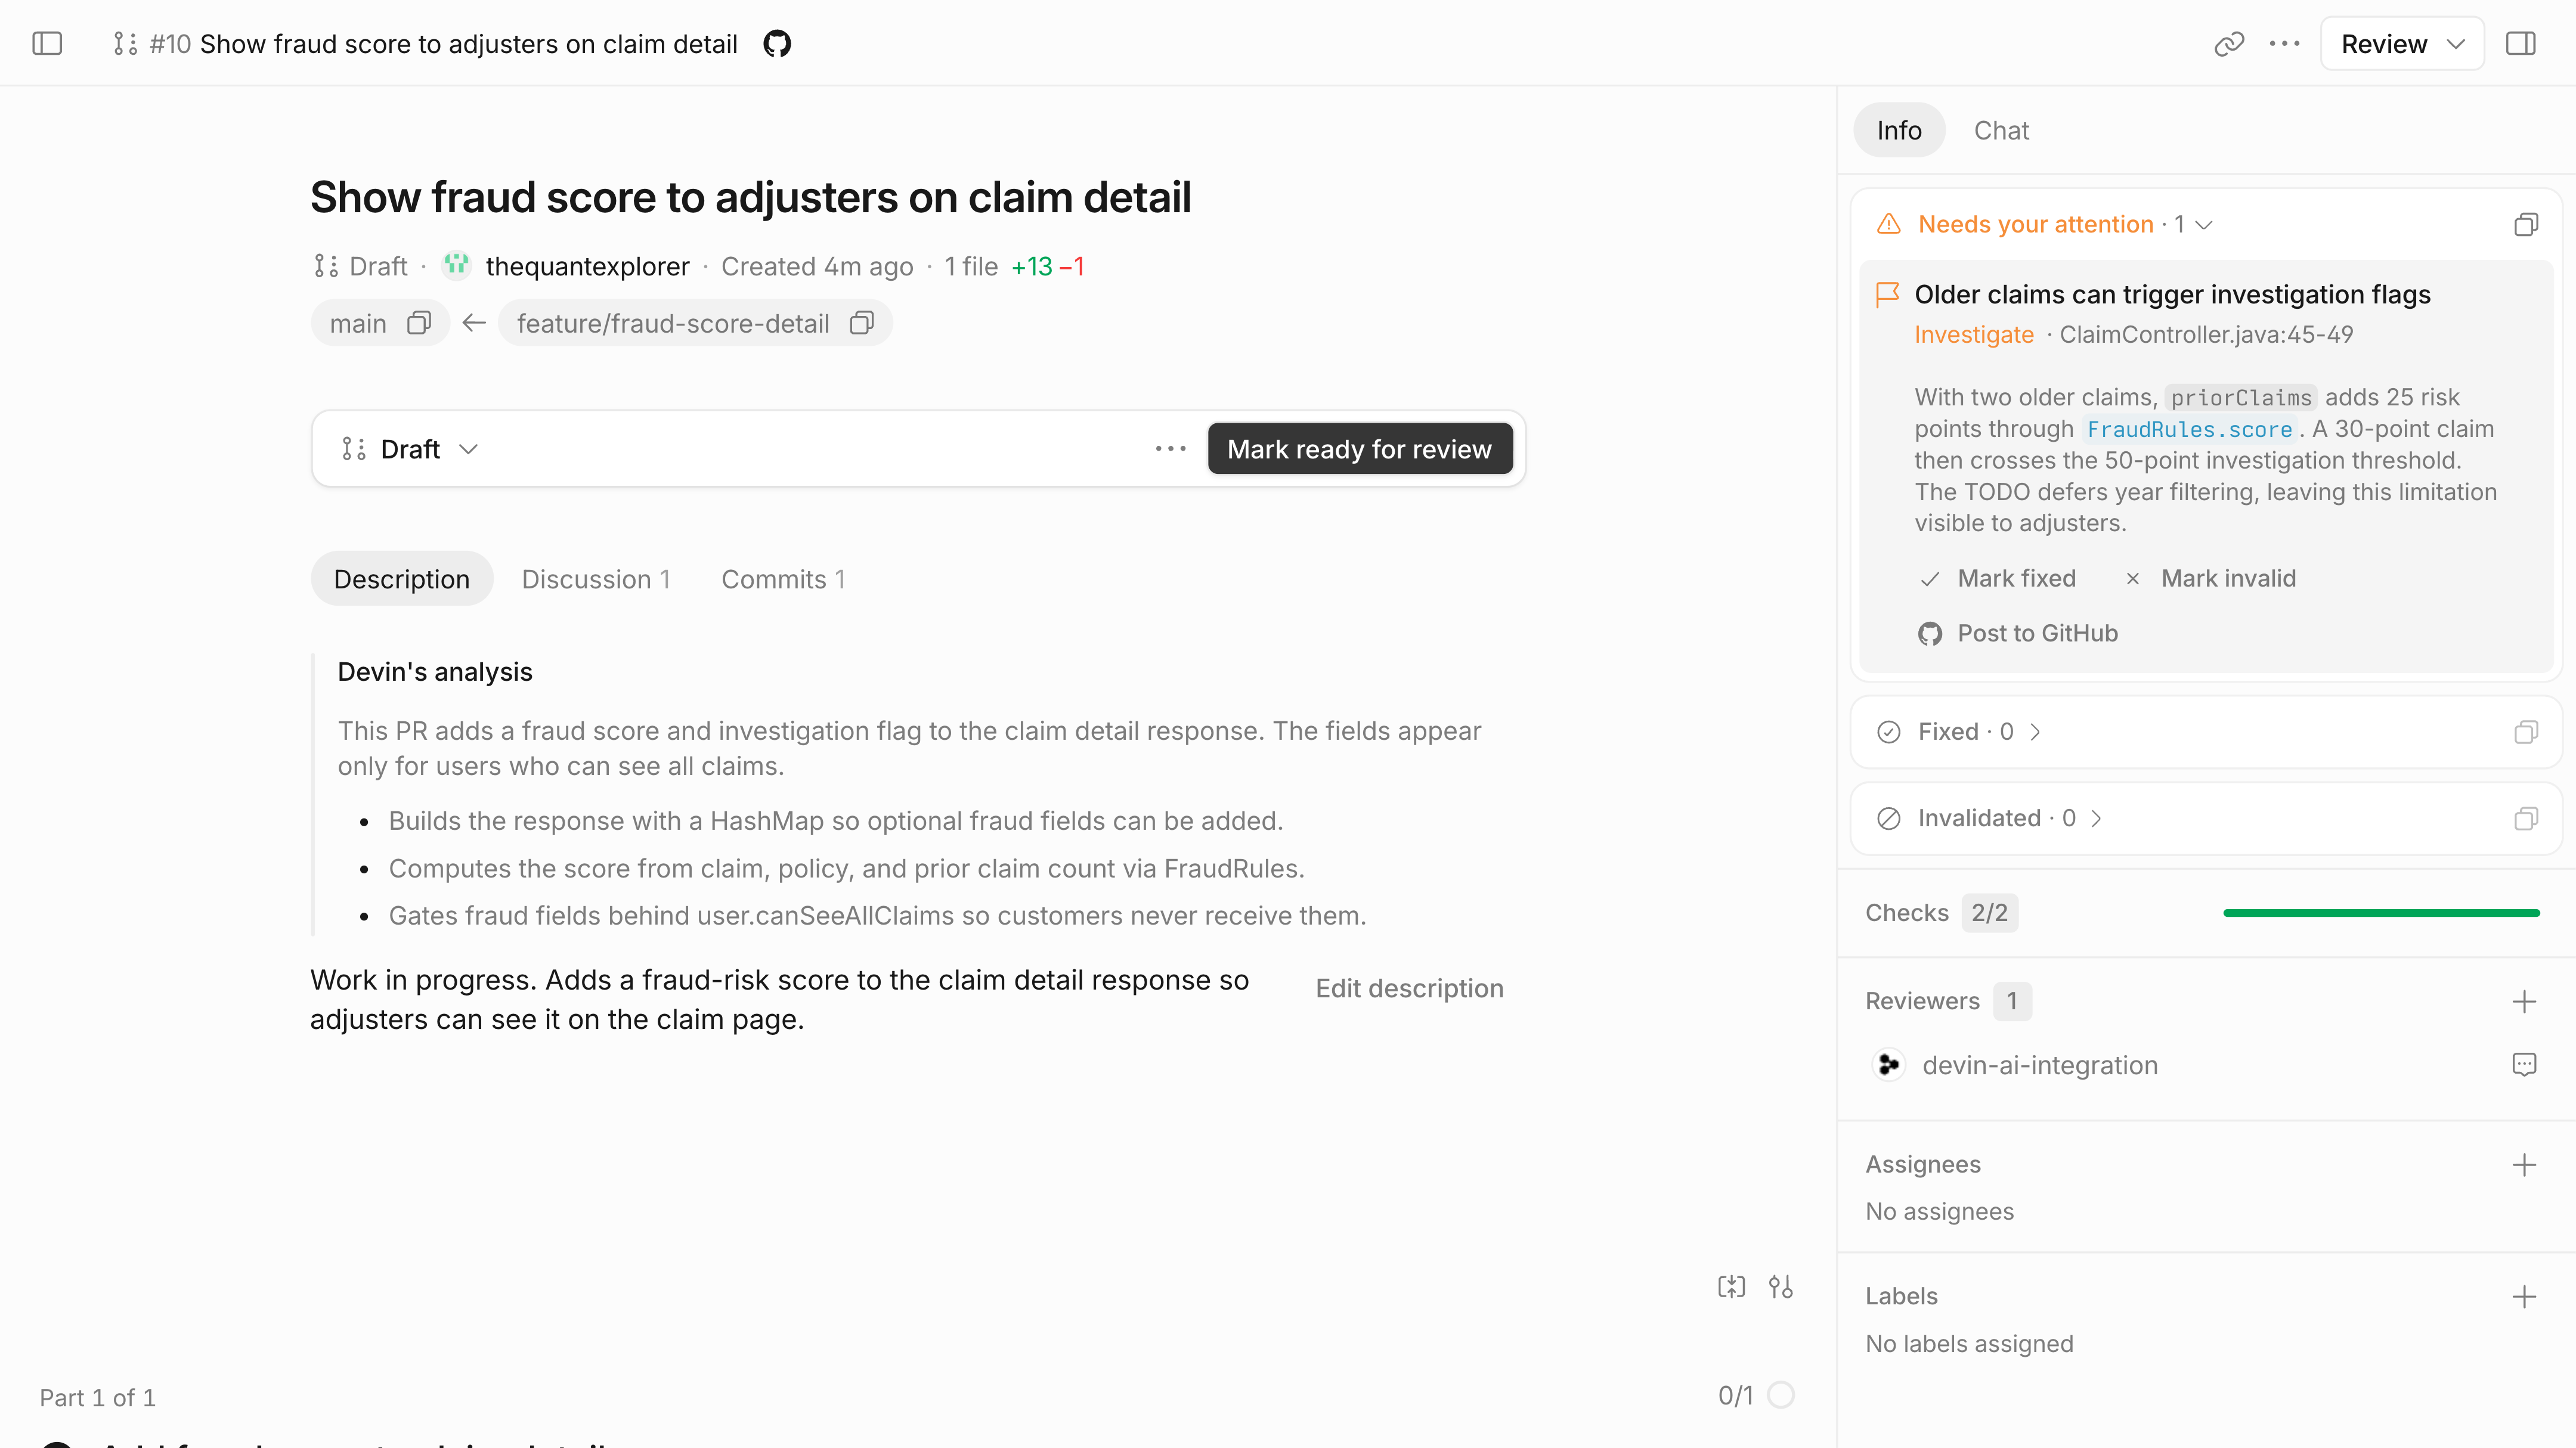 #10 Show fraud score to adjusters on claim detail
Review
Show fraud score to adjusters on claim detail
Draft · thequantexplorer · Created 4m ago · 1 file +13 −1
main ← feature/fraud-score-detail
Draft
Mark ready for review
Description
Discussion 1
Commits 1
Devin's analysis
This PR adds a fraud score and investigation flag to the claim detail response. The fields appear
only for users who can see all claims.
• Builds the response with a HashMap so optional fraud fields can be added.
• Computes the score from claim, policy, and prior claim count via FraudRules.
• Gates fraud fields behind user.canSeeAllClaims so customers never receive them.
Work in progress. Adds a fraud-risk score to the claim detail response so
adjusters can see it on the claim page.
Edit description
Part 1 of 1
0/1
Info
Chat
Needs your attention · 1
Older claims can trigger investigation flags
Investigate · ClaimController.java:45-49
With two older claims, priorClaims adds 25 risk
points through FraudRules.score. A 30-point claim
then crosses the 50-point investigation threshold.
The TODO defers year filtering, leaving this limitation
visible to adjusters.
Mark fixed
Mark invalid
Post to GitHub
Fixed · 0
Invalidated · 0
Checks 2/2
Reviewers 1
devin-ai-integration
Assignees
No assignees
Labels
No labels assigned